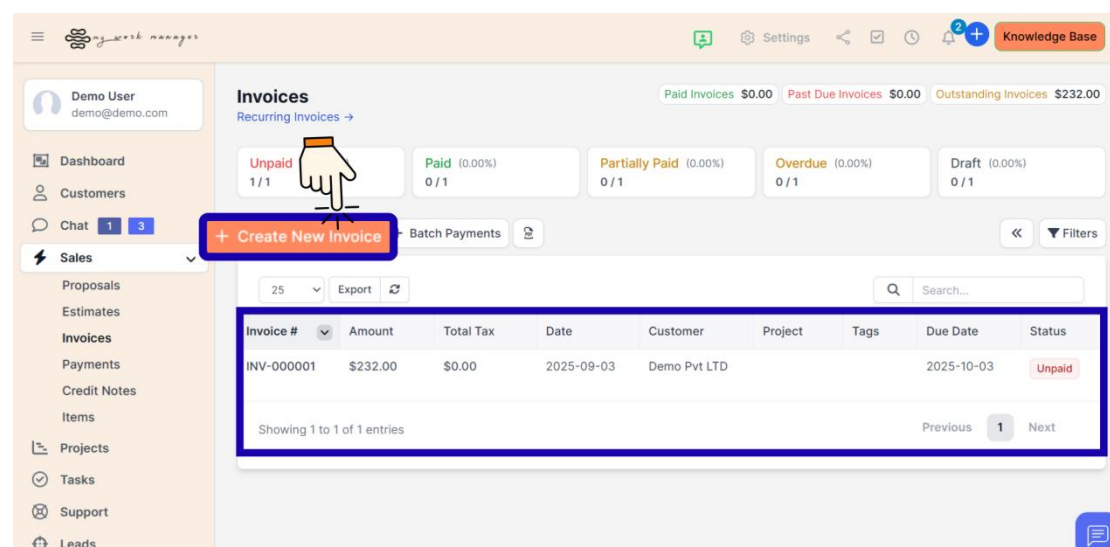 my work manager
Settings
2
Knowledge Base
Demo User
demo@demo.com
Dashboard
Customers
Chat 1 3
Sales
Proposals
Estimates
Invoices
Payments
Credit Notes
Items
Projects
Tasks
Support
Leads
Invoices
Recurring Invoices →
Paid Invoices $0.00 Past Due Invoices $0.00 Outstanding Invoices $232.00
Unpaid
1 / 1
Paid (0.00%)
0 / 1
Partially Paid (0.00%)
0 / 1
Overdue (0.00%)
0 / 1
Draft (0.00%)
0 / 1
+ Create New Invoice
Batch Payments
Filters
25 Export
Search...
Invoice # Amount Total Tax Date Customer Project Tags Due Date Status
INV-000001 $232.00 $0.00 2025-09-03 Demo Pvt LTD 2025-10-03 Unpaid
Showing 1 to 1 of 1 entries
Previous 1 Next